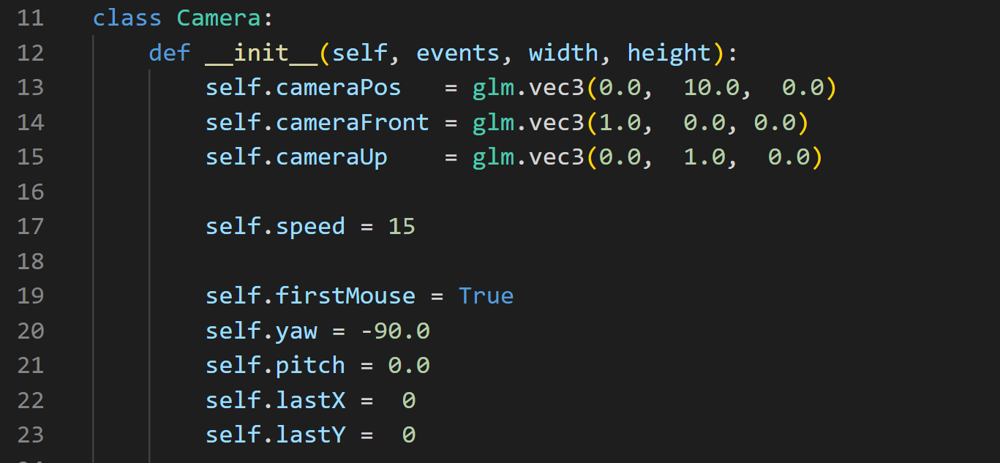 11 class Camera:
12 def __init__(self, events, width, height):
13 self.cameraPos   = glm.vec3(0.0,  10.0,  0.0)
14 self.cameraFront = glm.vec3(1.0,  0.0, 0.0)
15 self.cameraUp    = glm.vec3(0.0,  1.0,  0.0)
16
17 self.speed = 15
18
19 self.firstMouse = True
20 self.yaw = -90.0
21 self.pitch = 0.0
22 self.lastX =  0
23 self.lastY =  0